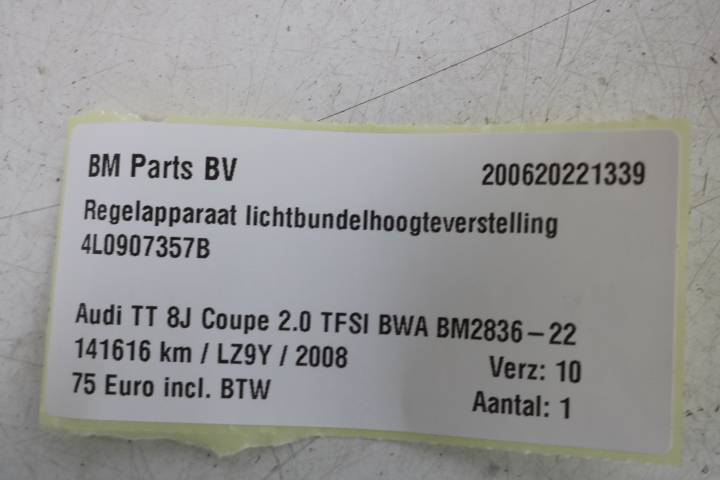 BM Parts BV 200620221339
Regelapparaat lichtbundelhoogteverstelling
4L0907357B
Audi TT 8J Coupe 2.0 TFSI BWA BM2836-22
141616 km / LZ9Y / 2008 Verz: 10
75 Euro incl. BTW Aantal: 1